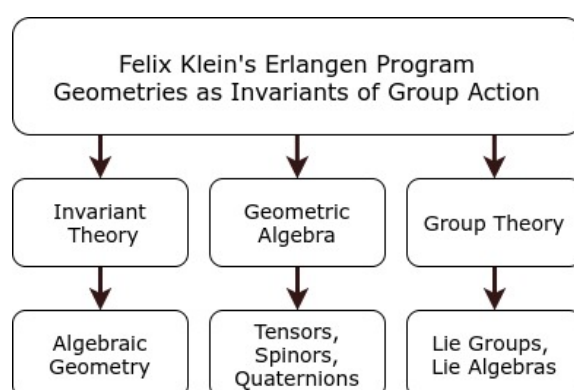 Felix Klein's Erlangen Program
Geometries as Invariants of Group Action
Invariant
Theory
Geometric
Algebra
Group Theory
Algebraic
Geometry
Tensors,
Spinors,
Quaternions
Lie Groups,
Lie Algebras